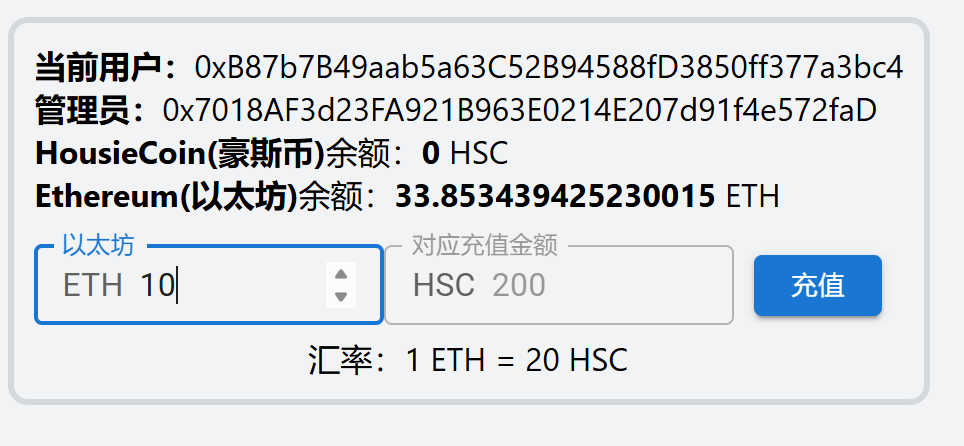 当前用户：0xB87b7B49aab5a63C52B94588fD3850ff377a3bc4
管理员：0x7018AF3d23FA921B963E0214E207d91f4e572faD
HousieCoin(豪斯币)余额：0 HSC
Ethereum(以太坊)余额：33.853439425230015 ETH
以太坊 对应充值金额
ETH 10 HSC 200 充值
汇率：1 ETH = 20 HSC